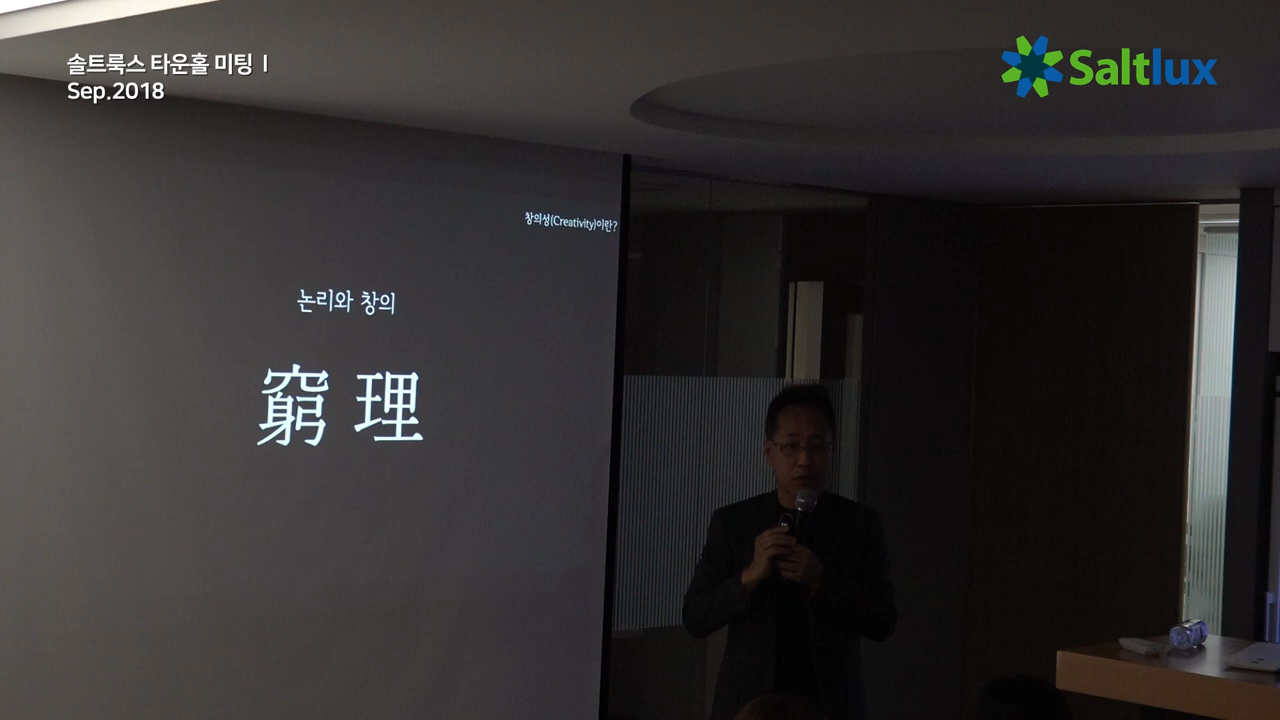 솔트룩스 타운홀 미팅 I
Sep.2018
Saltlux
창의성(Creativity)이란?
논리와 창의
窮理